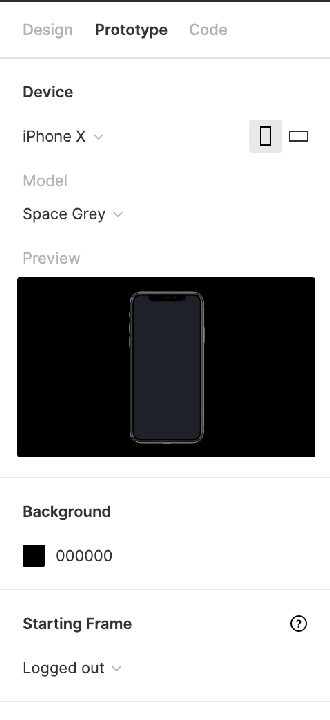 Design Prototype Code
Device
iPhone X
Model
Space Grey
Preview
Background
000000
Starting Frame ?
Logged out